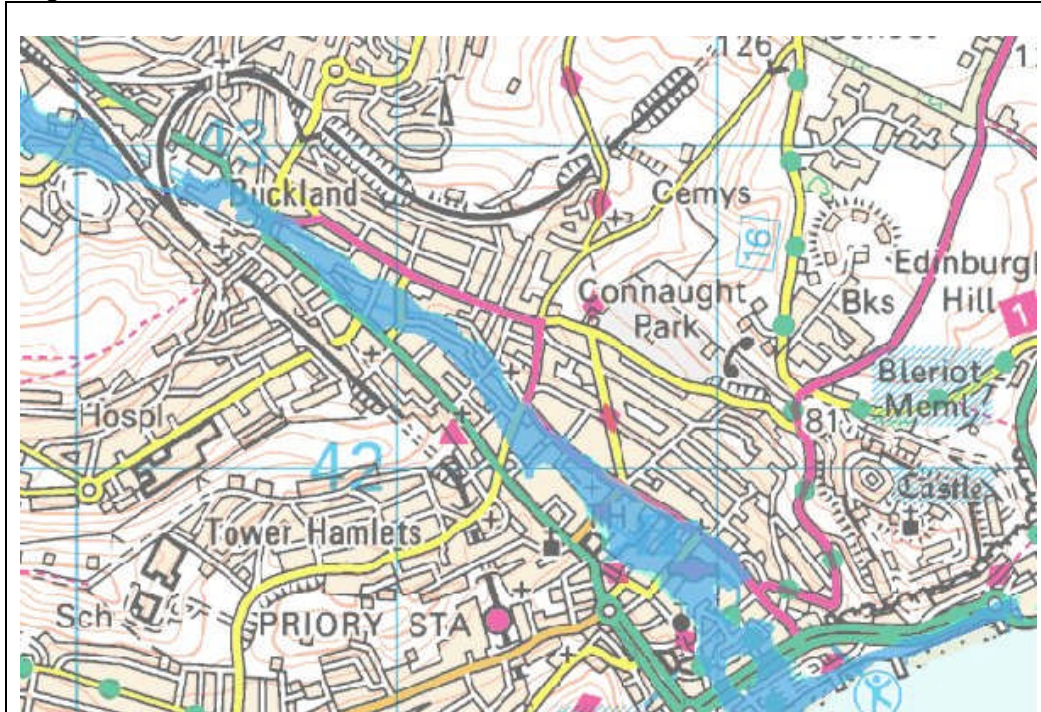 126
43
Buckland
Cemys
16
Edinburgh
Hill
Connaught
Park
Bks
1
Bleriot
Meml
Hospl
81
42
Castle
Tower Hamlets
Sch
PRIORY STA